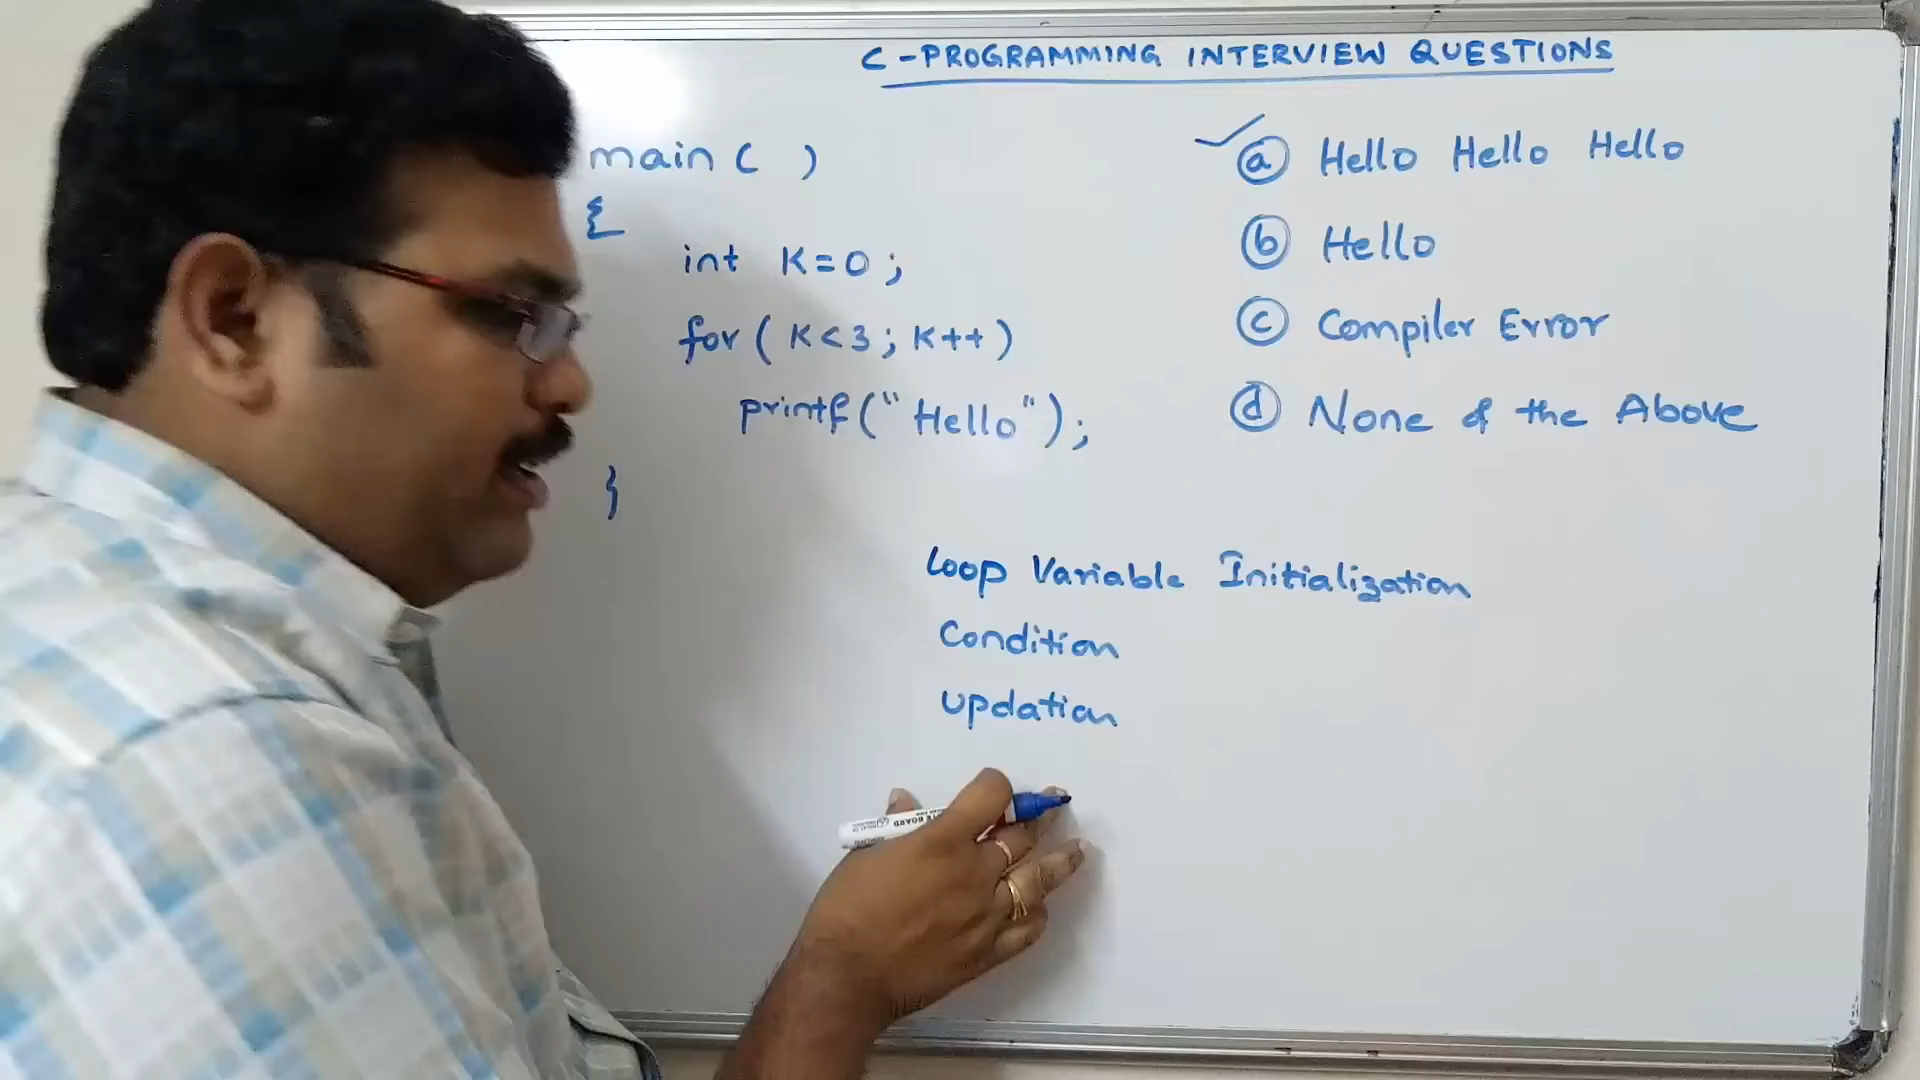 C-PROGRAMMING INTERVIEW QUESTIONS
main( )
{
int K=0;
for(K<3; K++)
printf("Hello");
}
a Hello Hello Hello
b Hello
c Compiler Error
d None of the Above
Loop Variable Initialization
Condition
Updation